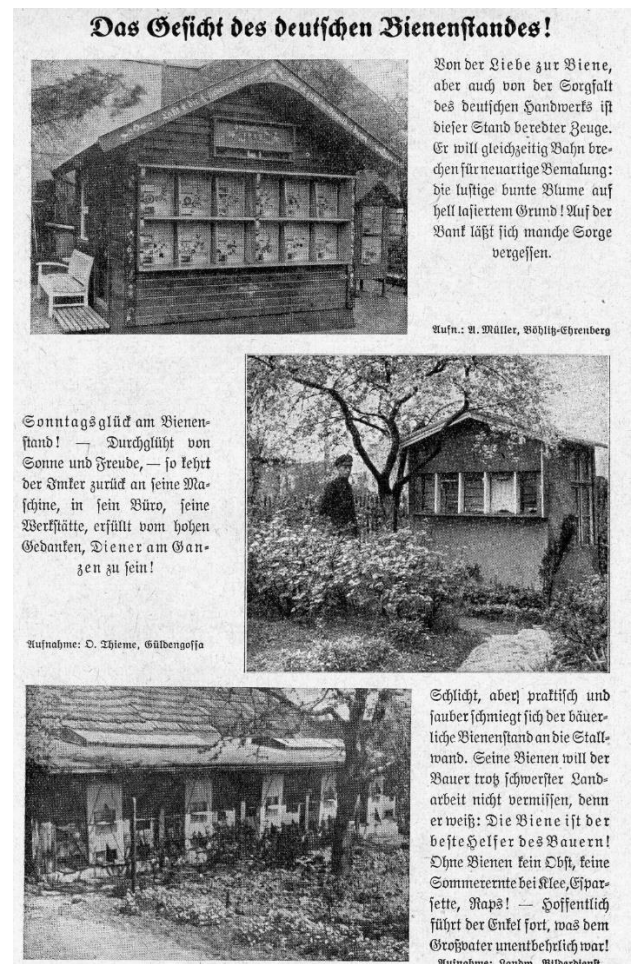 Das Gesicht des deutschen Bienenstandes!
Von der Liebe zur Biene,
aber auch von der Sorgfalt
des deutschen Handwerks ist
dieser Stand beredter Zeuge.
Er will gleichzeitig Bahn bre-
chen für neuartige Bemalung:
die lustige bunte Blume auf
hell lasiertem Grund! Auf der
Bank läßt sich manche Sorge
vergessen.
Aufn.: A. Müller, Böhlitz-Ehrenberg
Sonntagsglück am Bienen-
stand! — Durchglüht von
Sonne und Freude, — so kehrt
der Imker zurück an seine Ma-
schine, in sein Büro, seine
Werkstätte, erfüllt vom hohen
Gedanken, Diener am Gan-
zen zu sein!
Aufnahme: O. Thieme, Güldengossa
Schlicht, aber praktisch und
sauber schmiegt sich der bäuer-
liche Bienenstand an die Stall-
wand. Seine Bienen will der
Bauer trotz schwerster Land-
arbeit nicht vermissen, denn
er weiß: Die Biene ist der
beste Helfer des Bauern!
Ohne Bienen kein Obst, keine
Sommerernte bei Klee, Espar-
sette, Raps! — Hoffentlich
führt der Enkel fort, was dem
Großvater unentbehrlich war!
Aufnahme: Landw. Bilderdienst